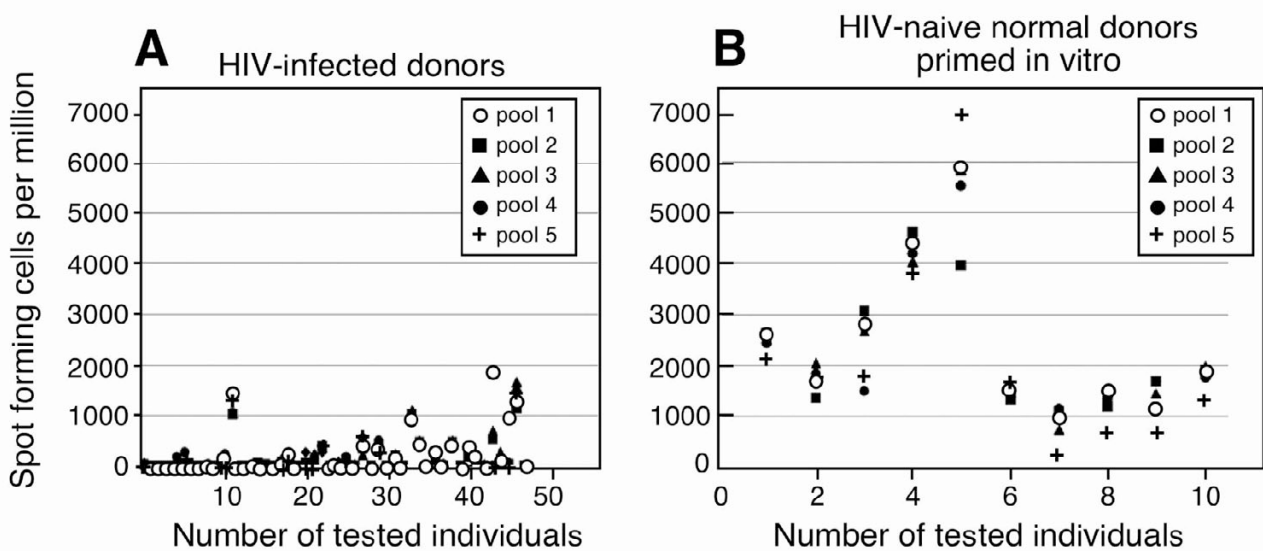 A
HIV-infected donors
Spot forming cells per million
7000
6000
5000
4000
3000
2000
1000
0
pool 1
pool 2
pool 3
pool 4
pool 5
10
20
30
40
50
Number of tested individuals
B
HIV-naive normal donors
primed in vitro
7000
6000
5000
4000
3000
2000
1000
0
pool 1
pool 2
pool 3
pool 4
pool 5
0
2
4
6
8
10
Number of tested individuals